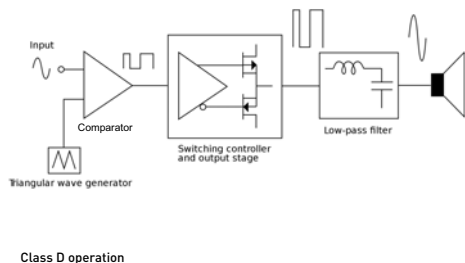 Input
Comparator
Triangular wave generator
Switching controller
and output stage
Low-pass filter
Class D operation